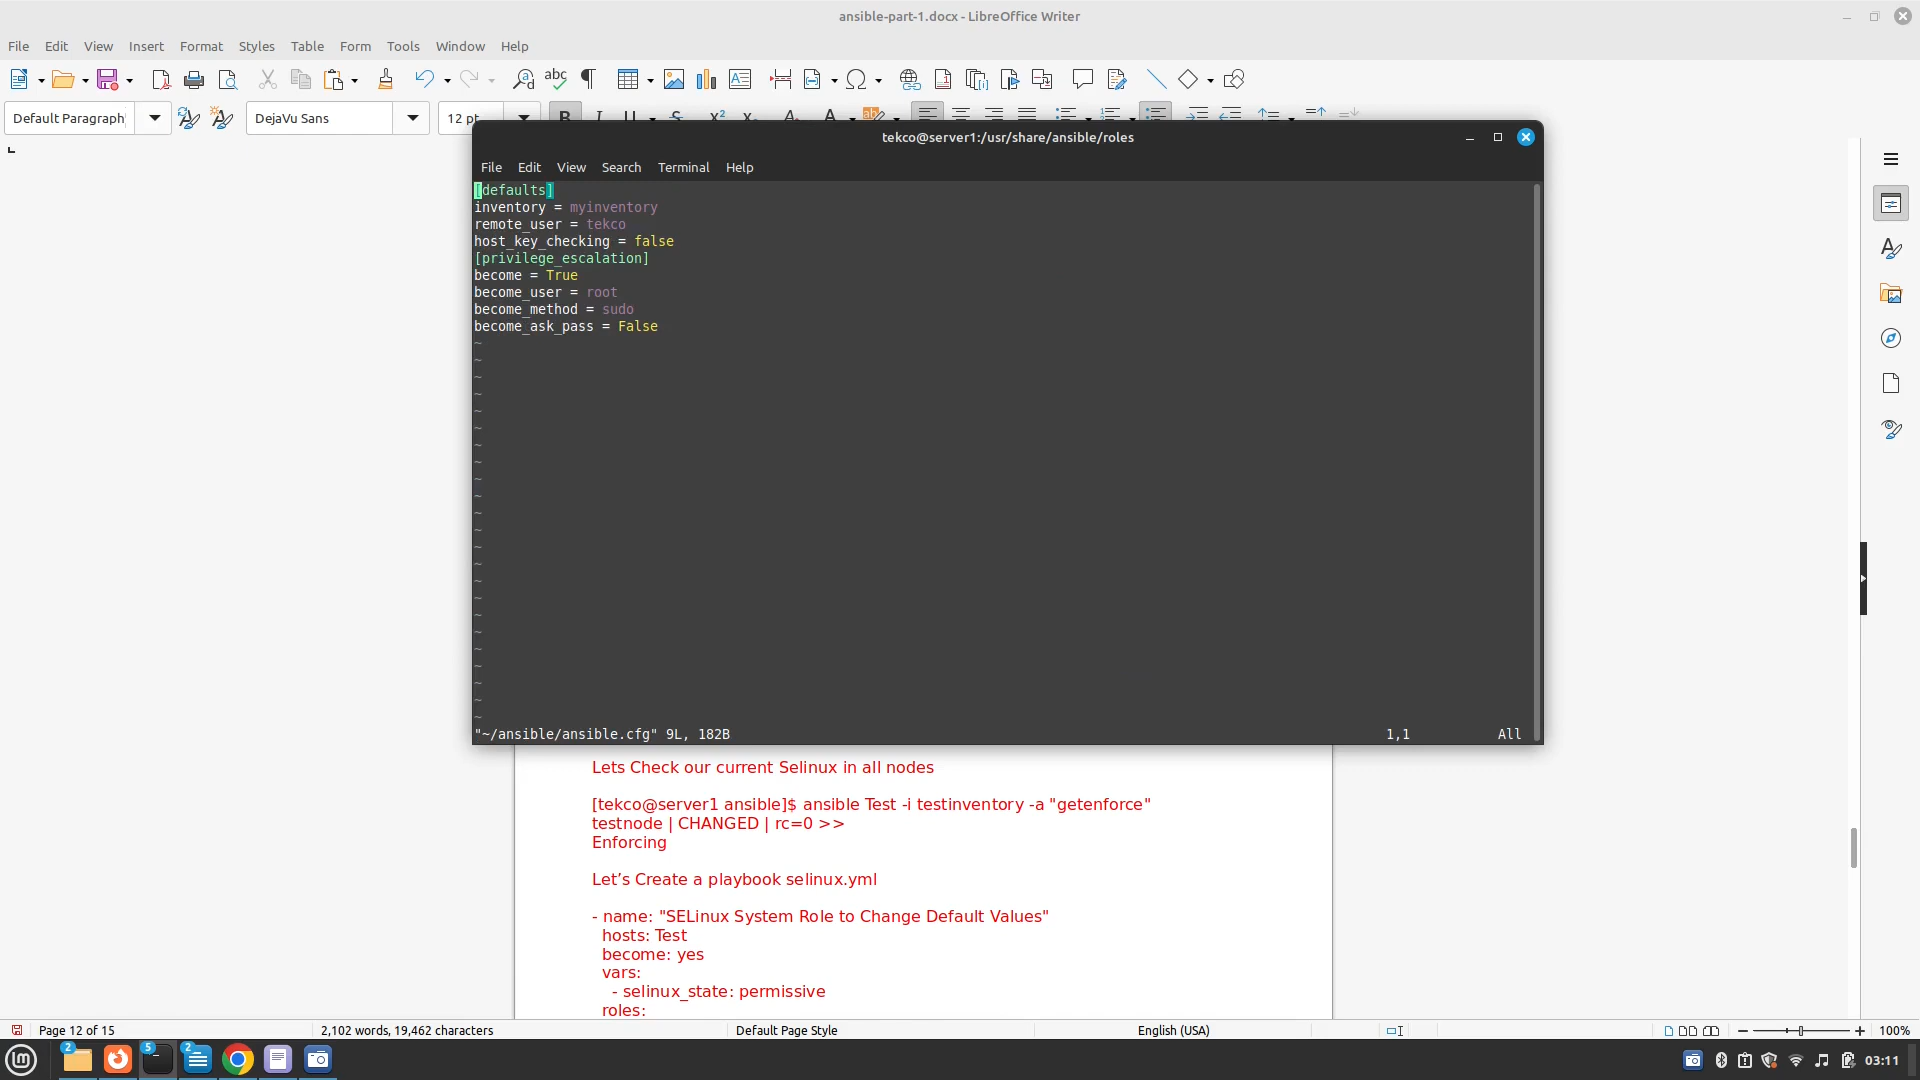 ansible-part-1.docx - LibreOffice Writer
File Edit View Insert Format Styles Table Form Tools Window Help
Default Paragraph
DejaVu Sans
12 pt
tekco@server1:/usr/share/ansible/roles
File Edit View Search Terminal Help
[defaults]
inventory = myinventory
remote_user = tekco
host_key_checking = false
[privilege_escalation]
become = True
become_user = root
become_method = sudo
become_ask_pass = False
"~/ansible/ansible.cfg" 9L, 182B 1,1 All
Lets Check our current Selinux in all nodes
[tekco@server1 ansible]$ ansible Test -i testinventory -a "getenforce"
testnode | CHANGED | rc=0 >>
Enforcing
Let’s Create a playbook selinux.yml
- name: "SELinux System Role to Change Default Values"
hosts: Test
become: yes
vars:
- selinux_state: permissive
roles:
Page 12 of 15 2,102 words, 19,462 characters Default Page Style English (USA) 100%
2 5 2 03:11